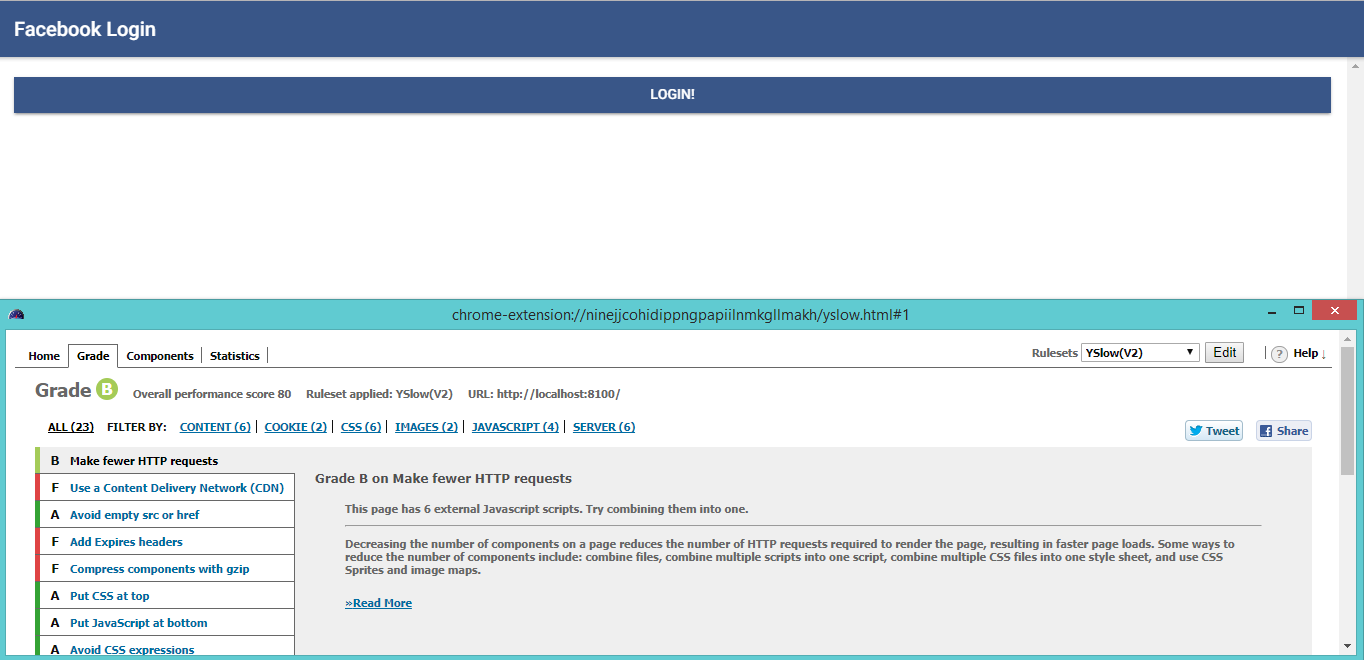 Facebook Login
LOGIN!
chrome-extension://ninejjcohidippngpapiilnmkgllmakh/yslow.html#1
Home Grade Components Statistics Rulesets YSlow(V2) Edit ? Help ↓
Grade B Overall performance score 80 Ruleset applied: YSlow(V2) URL: http://localhost:8100/
ALL (23) FILTER BY: CONTENT (6) COOKIE (2) CSS (6) IMAGES (2) JAVASCRIPT (4) SERVER (6)
Tweet Share
B Make fewer HTTP requests
F Use a Content Delivery Network (CDN)
A Avoid empty src or href
F Add Expires headers
F Compress components with gzip
A Put CSS at top
A Put JavaScript at bottom
A Avoid CSS expressions
Grade B on Make fewer HTTP requests
This page has 6 external Javascript scripts. Try combining them into one.
Decreasing the number of components on a page reduces the number of HTTP requests required to render the page, resulting in faster page loads. Some ways to
reduce the number of components include: combine files, combine multiple scripts into one script, combine multiple CSS files into one style sheet, and use CSS
Sprites and image maps.
»Read More